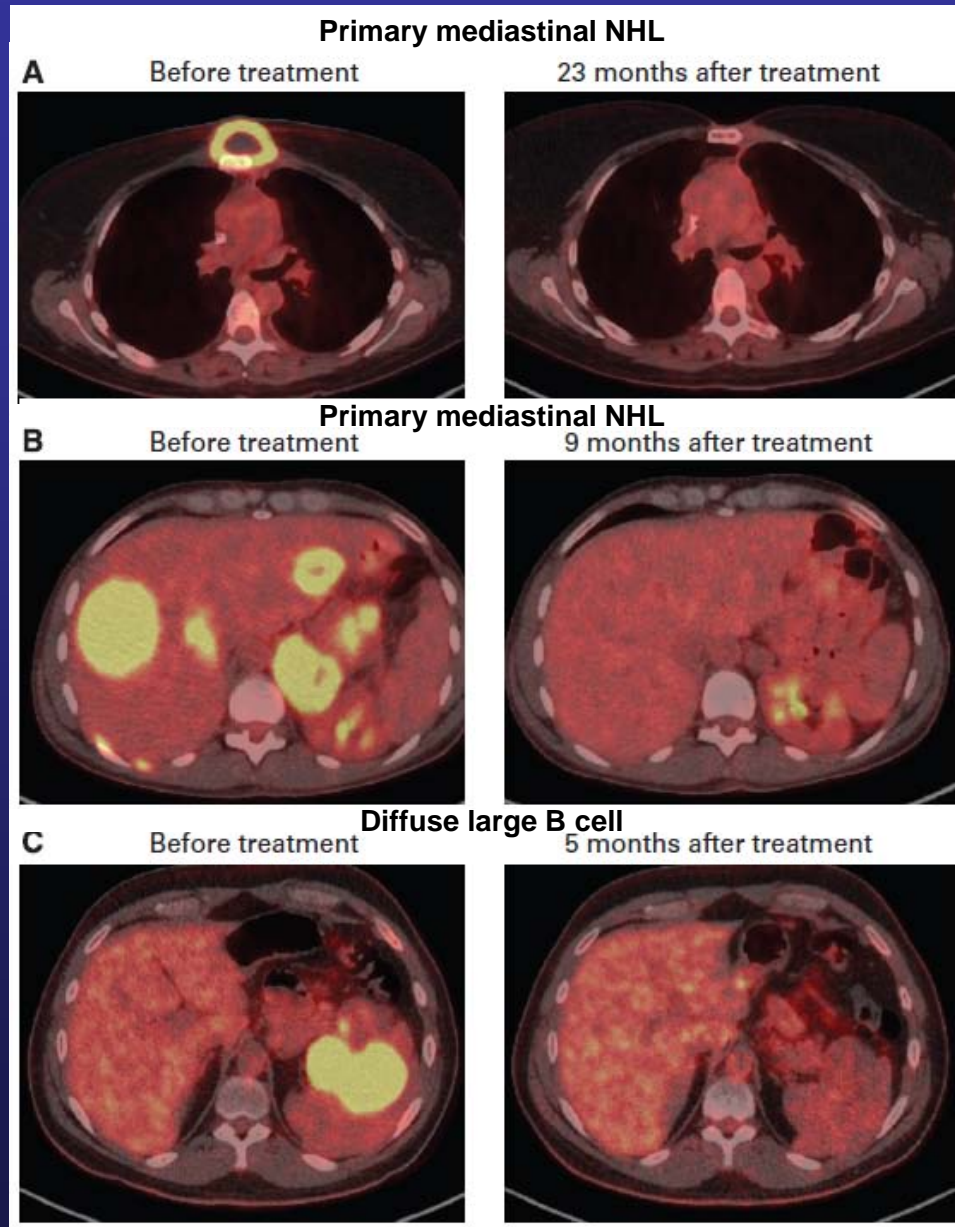 Primary mediastinal NHL
A Before treatment 23 months after treatment
Primary mediastinal NHL
B Before treatment 9 months after treatment
Diffuse large B cell
C Before treatment 5 months after treatment